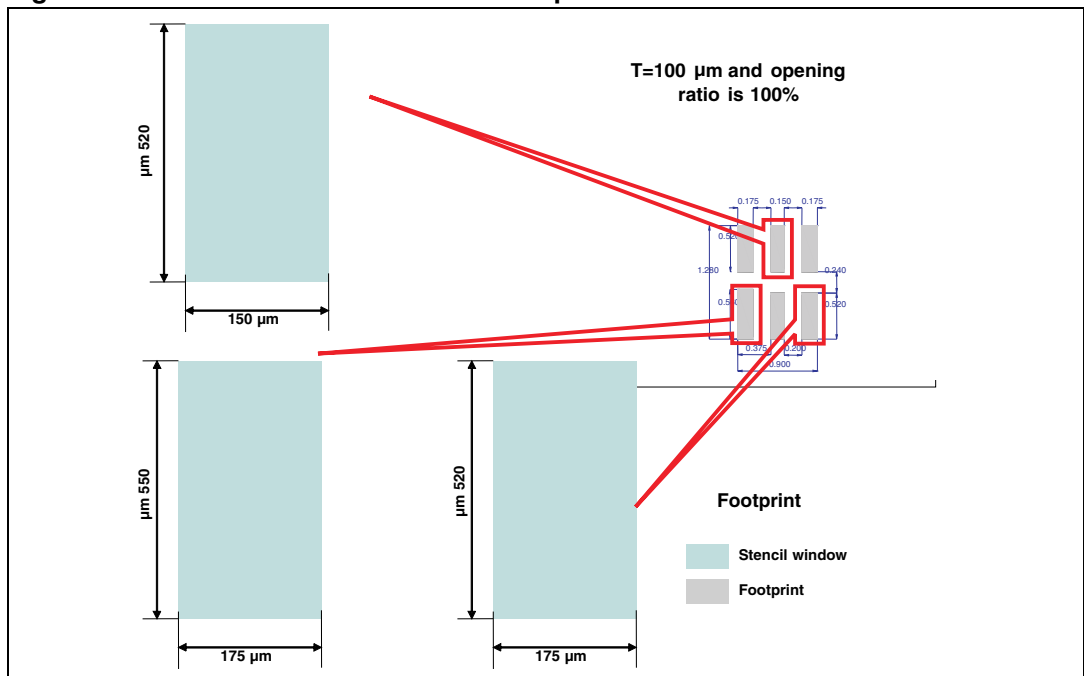 T=100 µm and opening
ratio is 100%
µm 520
150 µm
0.175 0.150 0.175
1.280
0.240
0.520
0.375 0.200
0.900
µm 550
175 µm
µm 520
175 µm
Footprint
Stencil window
Footprint